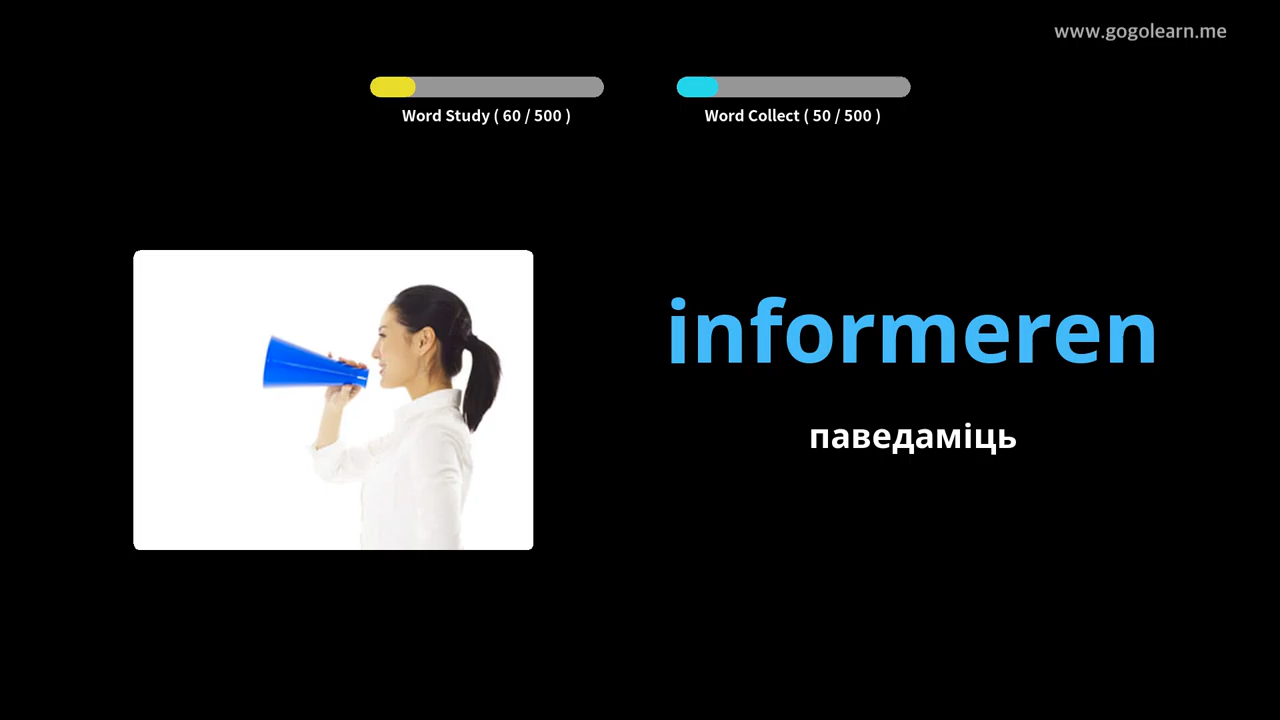 www.gogolearn.me
Word Study ( 60 / 500 )
Word Collect ( 50 / 500 )
informeren
паведаміць